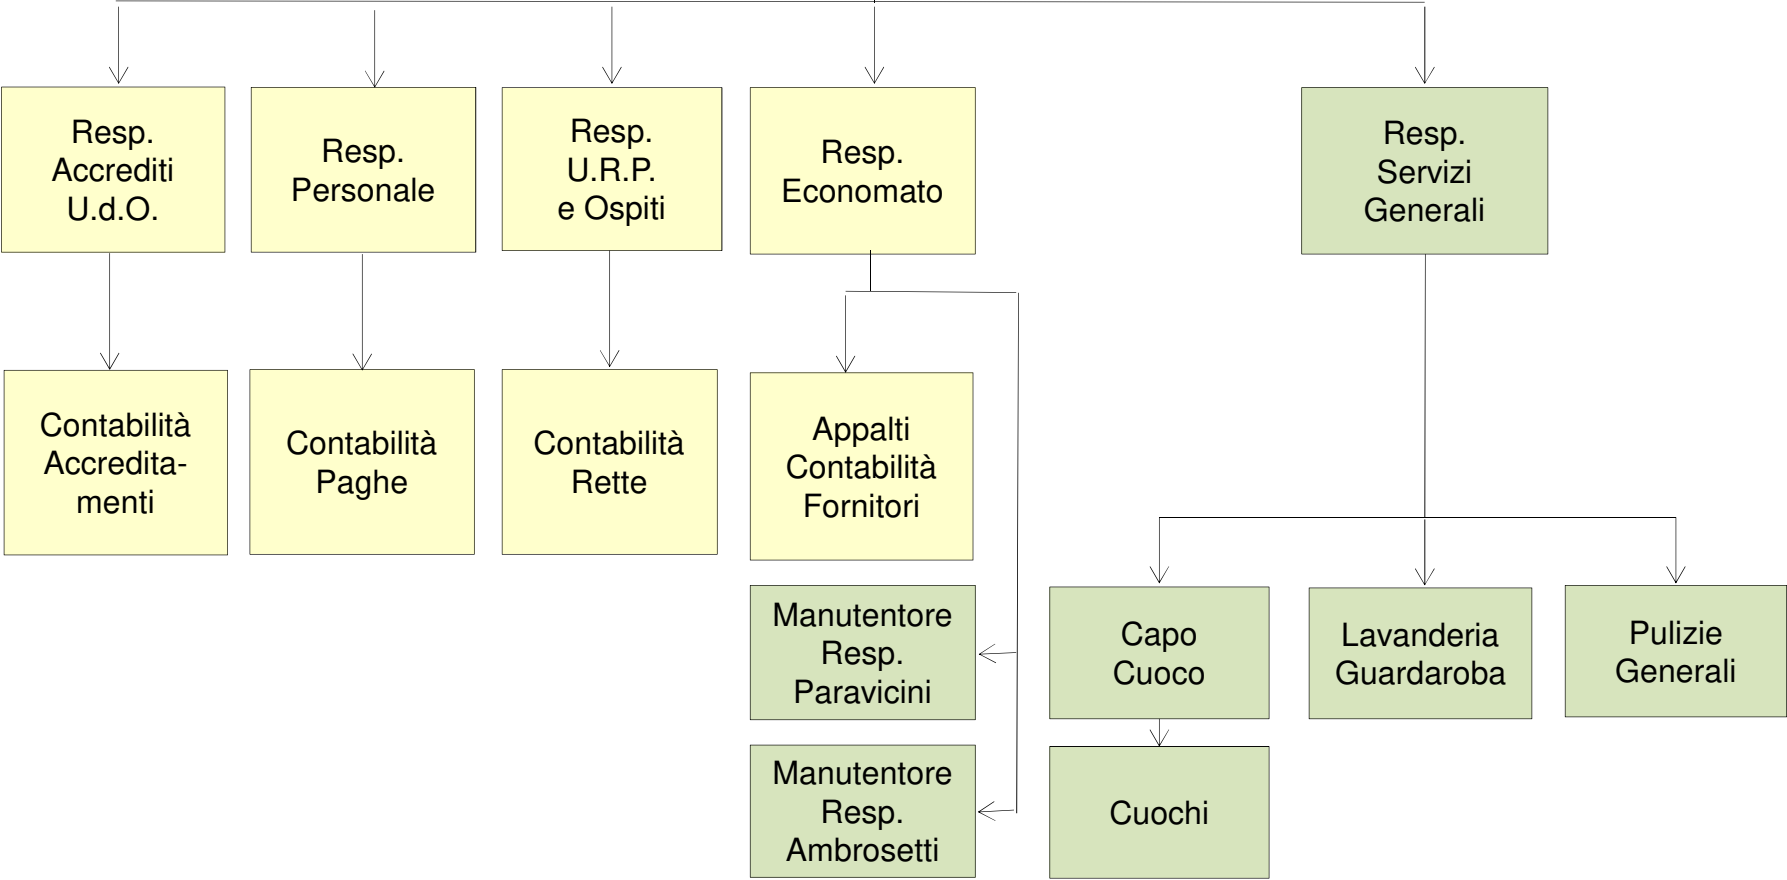 Resp.
Accrediti
U.d.O.
Resp.
Personale
Resp.
U.R.P.
e Ospiti
Resp.
Economato
Resp.
Servizi
Generali
Contabilità
Accredita-
menti
Contabilità
Paghe
Contabilità
Rette
Appalti
Contabilità
Fornitori
Manutentore
Resp.
Paravicini
Capo
Cuoco
Lavanderia
Guardaroba
Pulizie
Generali
Manutentore
Resp.
Ambrosetti
Cuochi